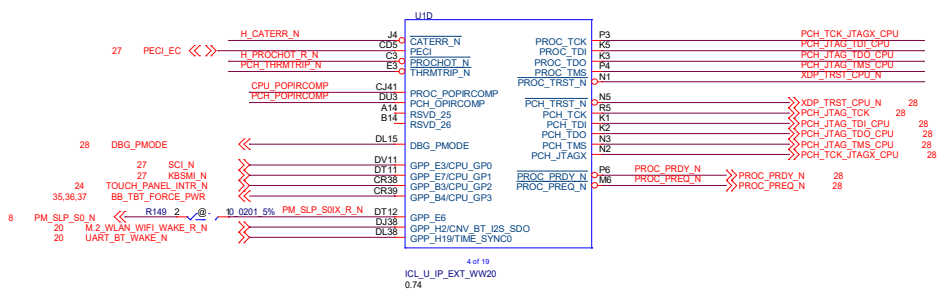 U1D
H_CATERR_N J4 CATERR_N PROC_TCK P3 PCH_TCK_JTAGX_CPU
27 PECI_EC CD5 PECI PROC_TDI K5 PCH_JTAG_TDI_CPU
H_PROCHOT_R_N C3 PROCHOT_N PROC_TDO K3 PCH_JTAG_TDO_CPU
PCH_THRMTRIP_N E3 THRMTRIP_N PROC_TMS P4 PCH_JTAG_TMS_CPU
PROC_TRST_N N1 XDP_TRST_CPU_N
CPU_POPIRCOMP CJ41 PROC_POPIRCOMP PCH_TRST_N N5 XDP_TRST_CPU_N 28
PCH_POPIRCOMP DU3 PCH_OPIRCOMP PCH_TCK R5 PCH_JTAG_TCK 28
A14 RSVD_25 PCH_TDI K1 PCH_JTAG_TDI_CPU 28
B14 RSVD_26 PCH_TDO K2 PCH_JTAG_TDO_CPU 28
28 DBG_PMODE DL15 DBG_PMODE PCH_TMS N3 PCH_JTAG_TMS_CPU 28
PCH_JTAGX N2 PCH_TCK_JTAGX_CPU 28
27 SCI_N DV11 GPP_E3/CPU_GP0
27 KBSMI_N DT11 GPP_E7/CPU_GP1 PROC_PRDY_N P6 PROC_PRDY_N PROC_PRDY_N 28
24 TOUCH_PANEL_INTR_N CR38 GPP_B3/CPU_GP2 PROC_PREQ_N M6 PROC_PREQ_N PROC_PREQ_N 28
35,36,37 BB_TBT_FORCE_PWR CR39 GPP_B4/CPU_GP3
8 PM_SLP_S0_N R149 2 @ 1 0_0201_5% PM_SLP_S0IX_R_N DT12 GPP_E6
20 M.2_WLAN_WIFI_WAKE_R_N DJ38 GPP_H2/CNV_BT_I2S_SDO
20 UART_BT_WAKE_N DL38 GPP_H19/TIME_SYNC0
4 of 19
ICL_U_IP_EXT_WW20
0.74